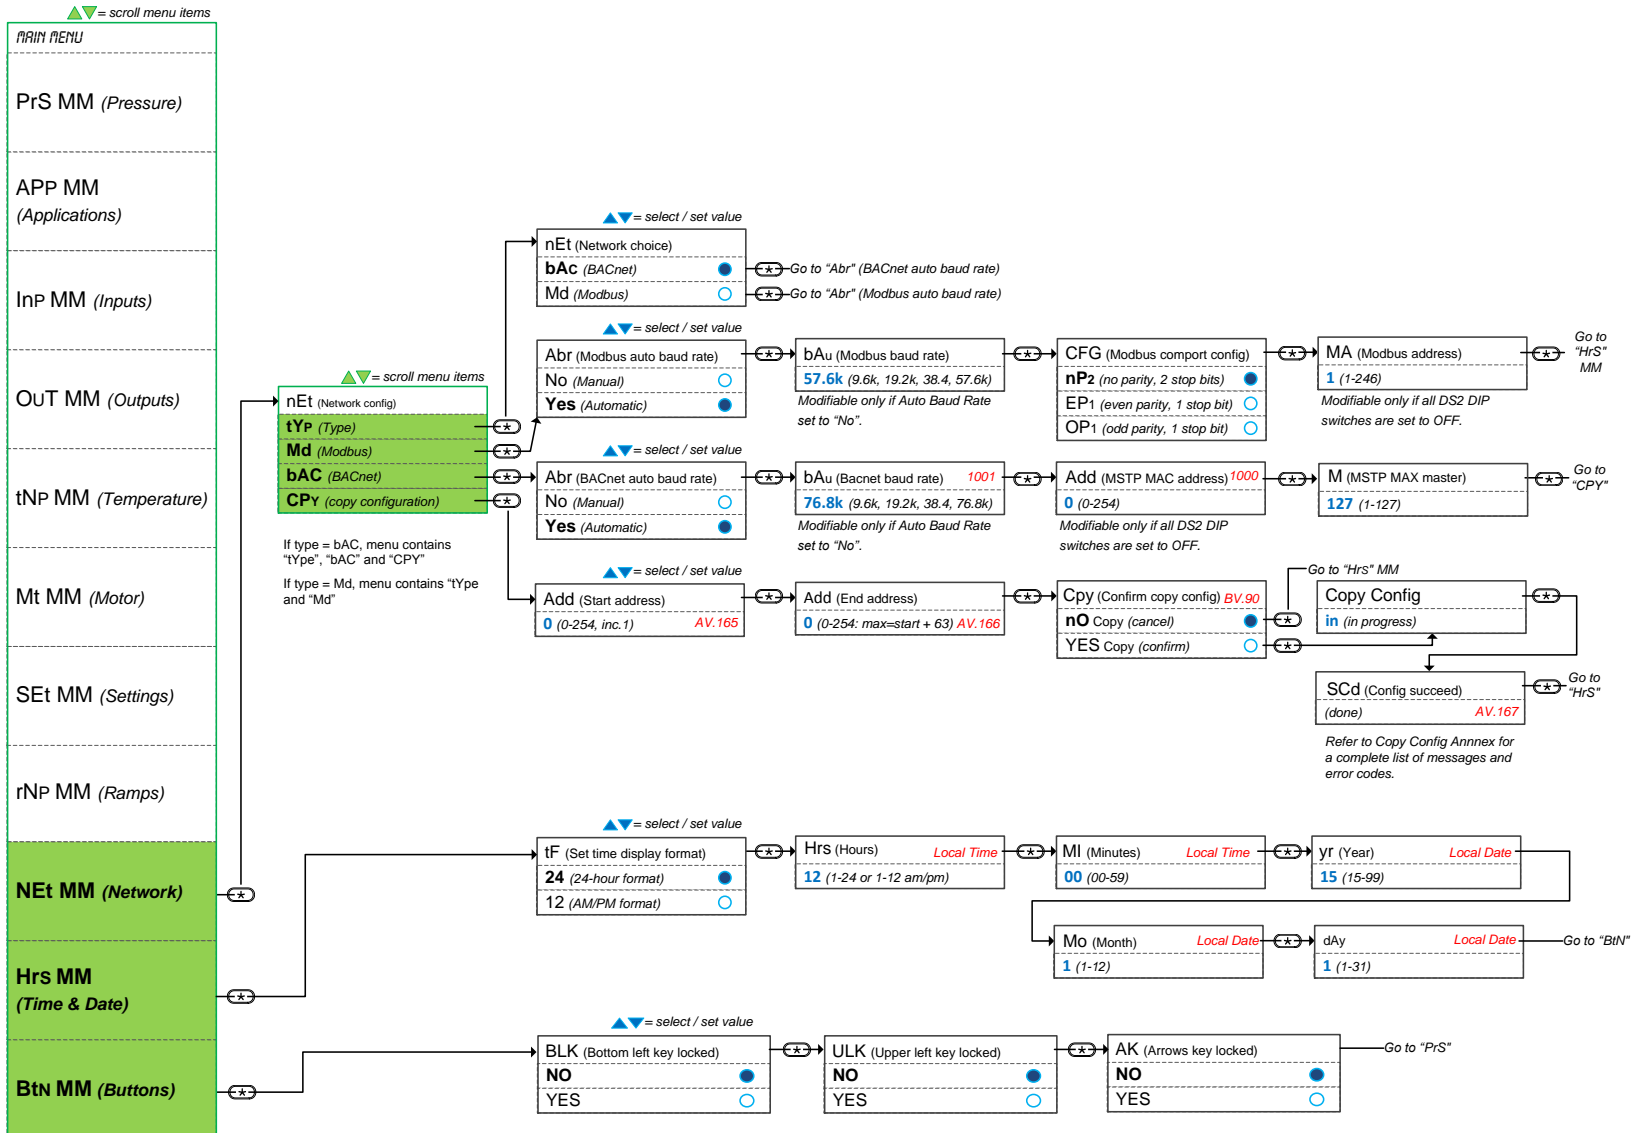 = scroll menu items
MAIN MENU
PrS MM (Pressure)
APP MM
(Applications)
InP MM (Inputs)
OUT MM (Outputs)
tNP MM (Temperature)
Mt MM (Motor)
SEt MM (Settings)
rNP MM (Ramps)
NEt MM (Network)
*
Hrs MM
(Time & Date)
*
BtN MM (Buttons)
*
= scroll menu items
nEt (Network config)
tYP (Type)
*
Md (Modbus)
*
bAC (BACnet)
*
CPY (copy configuration)
*
If type = bAC, menu contains
“tYpe”, “bAC” and “CPY”
If type = Md, menu contains “tYpe
and “Md”
= select / set value
nEt (Network choice)
bAc (BACnet)
*
Go to “Abr" (BACnet auto baud rate)
Md (Modbus)
*
Go to “Abr" (Modbus auto baud rate)
= select / set value
Abr (Modbus auto baud rate)
*
No (Manual)
Yes (Automatic)
bAu (Modbus baud rate)
*
57.6k (9.6k, 19.2k, 38.4, 57.6k)
Modifiable only if Auto Baud Rate
set to “No”.
CFG (Modbus comport config)
*
nP2 (no parity, 2 stop bits)
EP1 (even parity, 1 stop bit)
OP1 (odd parity, 1 stop bit)
MA (Modbus address)
*
1 (1-246)
Modifiable only if all DS2 DIP
switches are set to OFF.
Go to
“HrS"
MM
= select / set value
Abr (BACnet auto baud rate)
*
No (Manual)
Yes (Automatic)
bAu (Bacnet baud rate) 1001
*
76.8k (9.6k, 19.2k, 38.4, 76.8k)
Modifiable only if Auto Baud Rate
set to “No”.
Add (MSTP MAC address) 1000
*
0 (0-254)
Modifiable only if all DS2 DIP
switches are set to OFF.
M (MSTP MAX master)
*
127 (1-127)
Go to
“CPY"
= select / set value
Add (Start address)
*
0 (0-254, inc.1) AV.165
Add (End address)
*
0 (0-254: max=start + 63) AV.166
Cpy (Confirm copy config) BV.90
nO Copy (cancel)
*
YES Copy (confirm)
*
Go to “HrS” MM
Copy Config
*
in (in progress)
SCd (Config succeed)
*
(done) AV.167
Go to
“HrS"
Refer to Copy Config Annnex for
a complete list of messages and
error codes.
= select / set value
tF (Set time display format)
*
24 (24-hour format)
12 (AM/PM format)
Hrs (Hours) Local Time
*
12 (1-24 or 1-12 am/pm)
MI (Minutes) Local Time
*
00 (00-59)
yr (Year) Local Date
15 (15-99)
Mo (Month) Local Date
*
1 (1-12)
dAy Local Date
1 (1-31)
Go to “BtN"
= select / set value
BLK (Bottom left key locked)
*
NO
YES
ULK (Upper left key locked)
*
NO
YES
AK (Arrows key locked)
NO
YES
Go to “PrS"